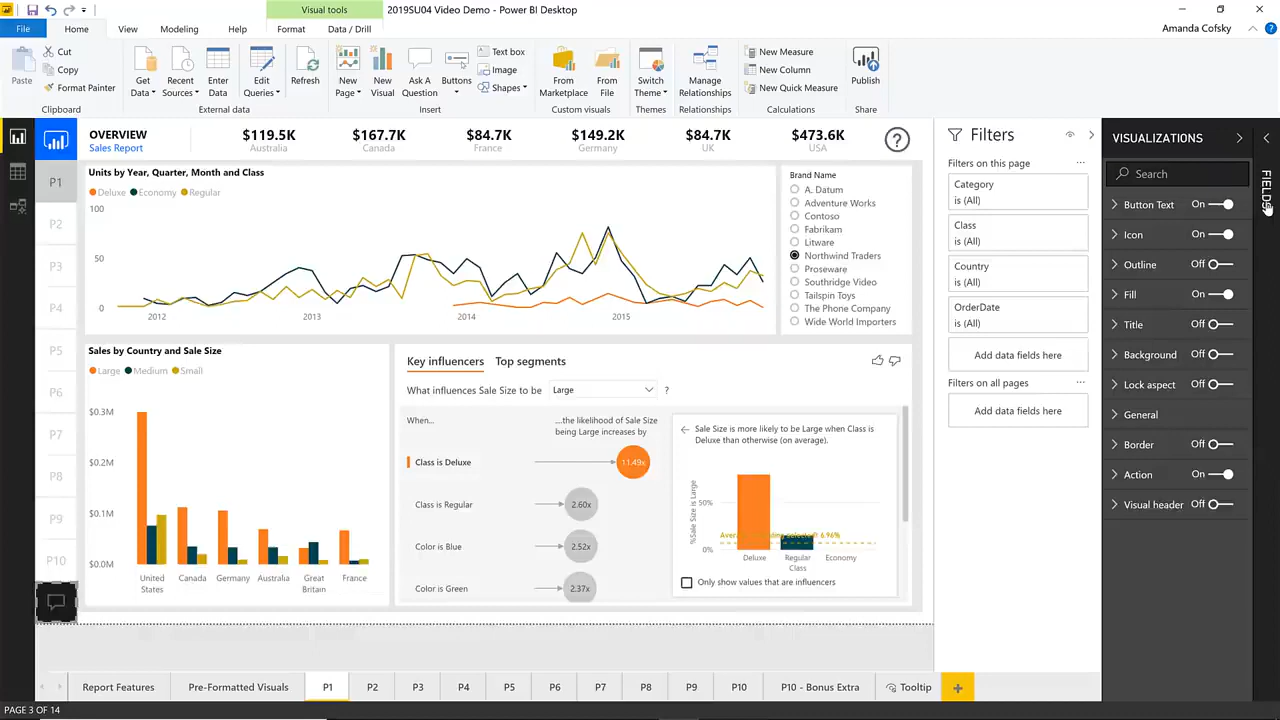 Visual tools
2019SU04 Video Demo - Power BI Desktop
File
Home
View
Modeling
Help
Format
Data / Drill
Amanda Cofsky
Paste
Cut
Copy
Format Painter
Clipboard
Get Data
Recent Sources
Enter Data
Edit Queries
Refresh
External data
New Page
New Visual
Ask A Question
Buttons
Text box
Image
Shapes
Insert
From Marketplace
From File
Custom visuals
Switch Theme
Themes
Manage Relationships
Relationships
New Measure
New Column
New Quick Measure
Calculations
Publish
Share
OVERVIEW
Sales Report
$119.5K
Australia
$167.7K
Canada
$84.7K
France
$149.2K
Germany
$84.7K
UK
$473.6K
USA
?
P1
P2
P3
P4
P5
P6
P7
P8
P9
P10
Units by Year, Quarter, Month and Class
Deluxe Economy Regular
100
50
0
2012 2013 2014 2015
Brand Name
A. Datum
Adventure Works
Contoso
Fabrikam
Litware
Northwind Traders
Proseware
Southridge Video
Tailspin Toys
The Phone Company
Wide World Importers
Sales by Country and Sale Size
Large Medium Small
$0.3M
$0.2M
$0.1M
$0.0M
United States
Canada
Germany
Australia
Great Britain
France
Key influencers Top segments
What influences Sale Size to be Large ?
When...
....the likelihood of Sale Size
being Large increases by
Class is Deluxe 11.49x
Class is Regular 2.60x
Color is Blue 2.52x
Color is Green 2.37x
Sale Size is more likely to be Large when Class is
Deluxe than otherwise (on average).
%Sale Size is Large
50%
0%
6.96%
Deluxe Regular Economy
Class
Only show values that are influencers
Filters
Filters on this page
...
Category
is (All)
Class
is (All)
Country
is (All)
OrderDate
is (All)
Add data fields here
Filters on all pages
...
Add data fields here
VISUALIZATIONS
Search
Button Text On
Icon On
Outline Off
Fill On
Title Off
Background Off
Lock aspect Off
General
Border Off
Action On
Visual header Off
FIELDS
Report Features
Pre-Formatted Visuals
P1
P2
P3
P4
P5
P6
P7
P8
P9
P10
P10 - Bonus Extra
Tooltip
+
PAGE 3 OF 14